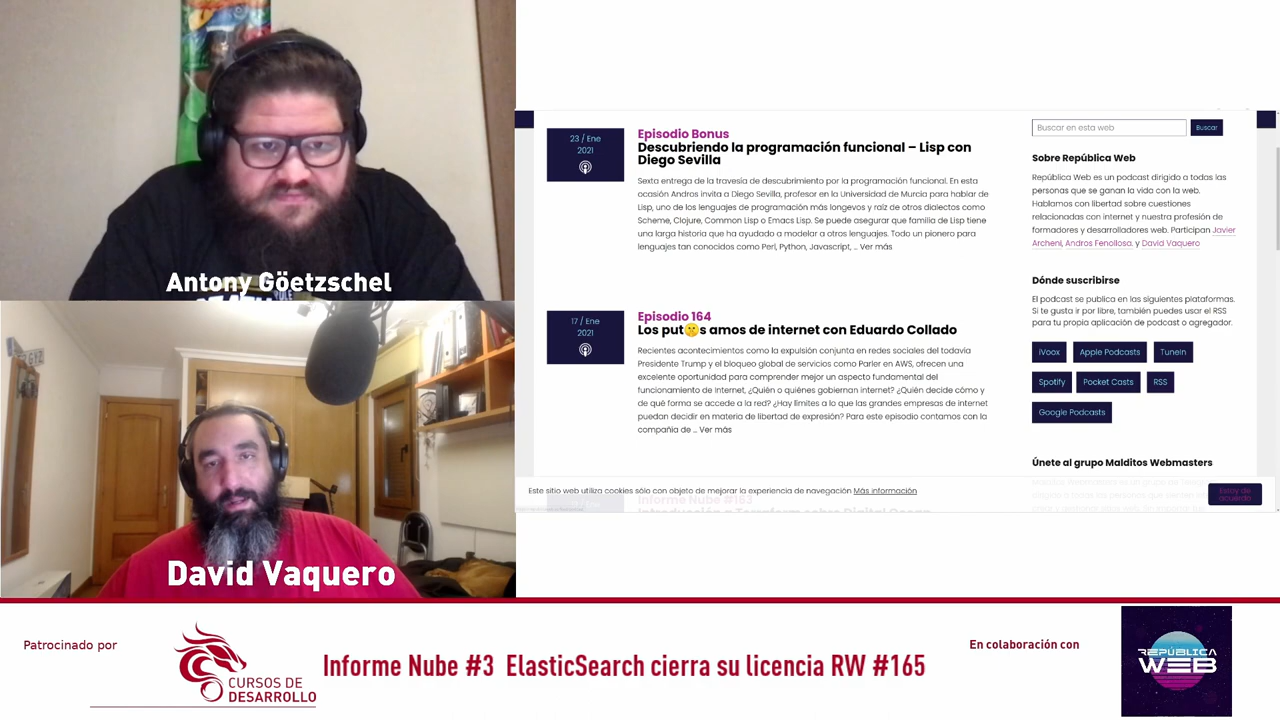 Antony Göetzschel
David Vaquero
23 / Ene
2021
Episodio Bonus
Descubriendo la programación funcional – Lisp con
Diego Sevilla
Sexta entrega de la travesía de descubrimiento por la programación funcional. En esta
ocasión Andros invita a Diego Sevilla, profesor en la Universidad de Murcia para hablar de
Lisp, uno de los lenguajes de programación más longevos y raíz de otros dialectos como
Scheme, Clojure, Common Lisp o Emacs Lisp. Se puede asegurar que familia de Lisp tiene
una larga historia que ha ayudado a modelar a otros lenguajes. Todo un pionero para
lenguajes tan conocidos como Perl, Python, Javascript, ... Ver más
17 / Ene
2021
Episodio 164
Los put🤫s amos de internet con Eduardo Collado
Recientes acontecimientos como la expulsión conjunta en redes sociales del todavía
Presidente Trump y el bloqueo global de servicios como Parler en AWS, ofrecen una
excelente oportunidad para comprender mejor un aspecto fundamental del
funcionamiento de Internet, ¿Quién o quiénes gobiernan internet? ¿Quién decide cómo y
de qué forma se accede a la red? ¿Hay límites a lo que las grandes empresas de internet
puedan decidir en materia de libertad de expresión? Para este episodio contamos con la
compañía de ... Ver más
Informe Nube #163
Introducción a Terraform sobre Digital Ocean
Este sitio web utiliza cookies sólo con objeto de mejorar la experiencia de navegación Más información
Estoy de
acuerdo
Buscar en esta web
Buscar
Sobre República Web
República Web es un podcast dirigido a todas las
personas que se ganan la vida con la web.
Hablamos con libertad sobre cuestiones
relacionadas con internet y nuestra profesión de
formadores y desarrolladores web. Participan Javier
Archeni, Andros Fenollosa, y David Vaquero
Dónde suscribirse
El podcast se publica en las siguientes plataformas.
Si te gusta ir por libre, también puedes usar el RSS
para tu propia aplicación de podcast o agregador.
iVoox
Apple Podcasts
TuneIn
Spotify
Pocket Casts
RSS
Google Podcasts
Únete al grupo Malditos Webmasters
Patrocinado por
CURSOS DE
DESARROLLO
Informe Nube #3 ElasticSearch cierra su licencia RW #165
En colaboración con
REPÚBLICA
WEB